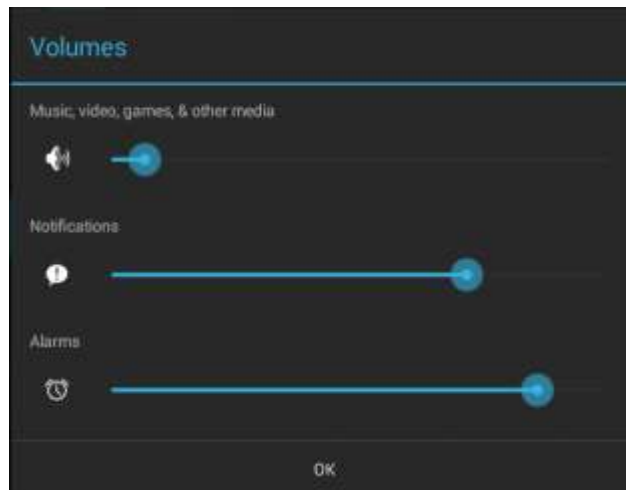 Volumes
Music, video, games, & other media
Notifications
Alarms
OK